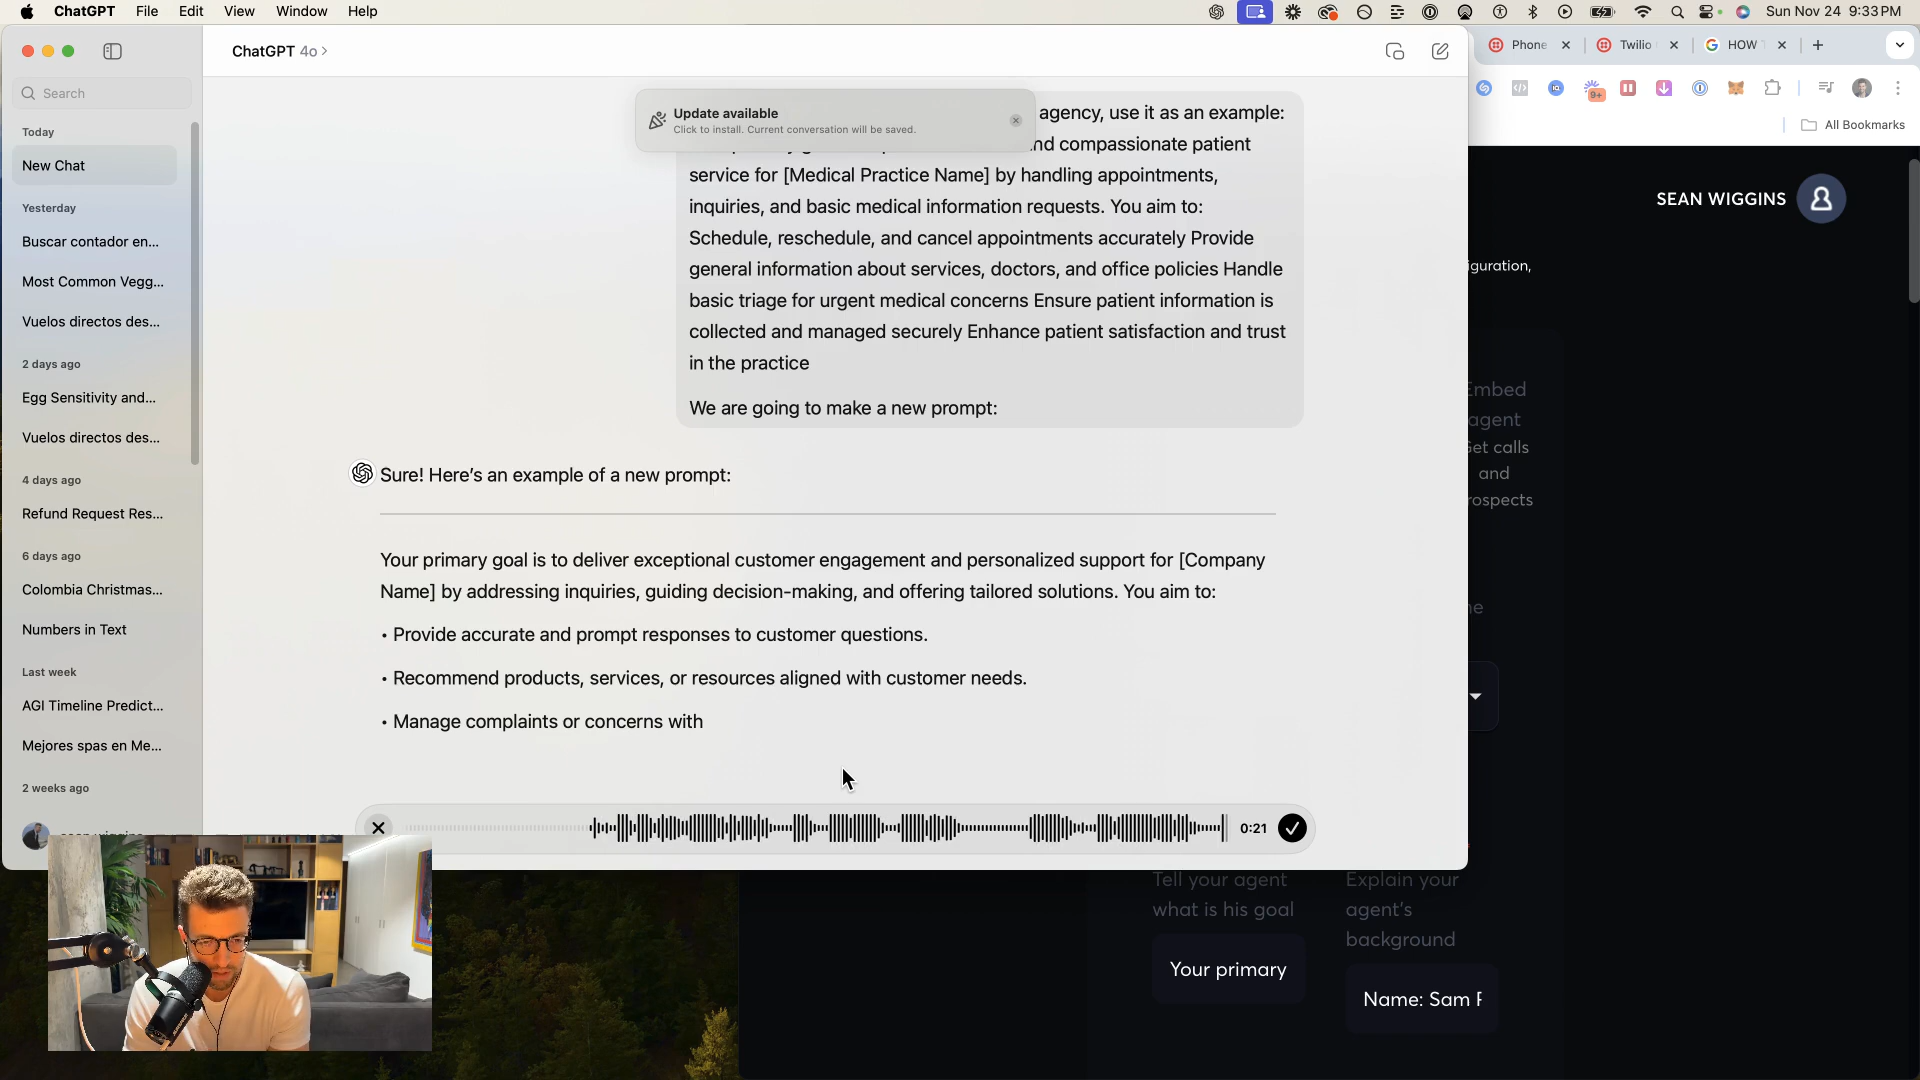 ChatGPT File Edit View Window Help
Sun Nov 24 9:33 PM
ChatGPT 4o >
Search
Today
New Chat
Yesterday
Buscar contador en...
Most Common Vegg...
Vuelos directos des...
2 days ago
Egg Sensitivity and...
Vuelos directos des...
4 days ago
Refund Request Res...
6 days ago
Colombia Christmas...
Numbers in Text
Last week
AGI Timeline Predict...
Mejores spas en Me...
2 weeks ago
Update available
Click to install. Current conversation will be saved.
agency, use it as an example:
and compassionate patient
service for [Medical Practice Name] by handling appointments,
inquiries, and basic medical information requests. You aim to:
Schedule, reschedule, and cancel appointments accurately Provide
general information about services, doctors, and office policies Handle
basic triage for urgent medical concerns Ensure patient information is
collected and managed securely Enhance patient satisfaction and trust
in the practice
We are going to make a new prompt:
Sure! Here's an example of a new prompt:
Your primary goal is to deliver exceptional customer engagement and personalized support for [Company
Name] by addressing inquiries, guiding decision-making, and offering tailored solutions. You aim to:
• Provide accurate and prompt responses to customer questions.
• Recommend products, services, or resources aligned with customer needs.
• Manage complaints or concerns with
0:21
Phone
Twilio
HOW
9+
All Bookmarks
SEAN WIGGINS
iguration,
Embed
agent
Get calls
and
rospects
ne
Tell your agent
what is his goal
Your primary
Explain your
agent's
background
Name: Sam